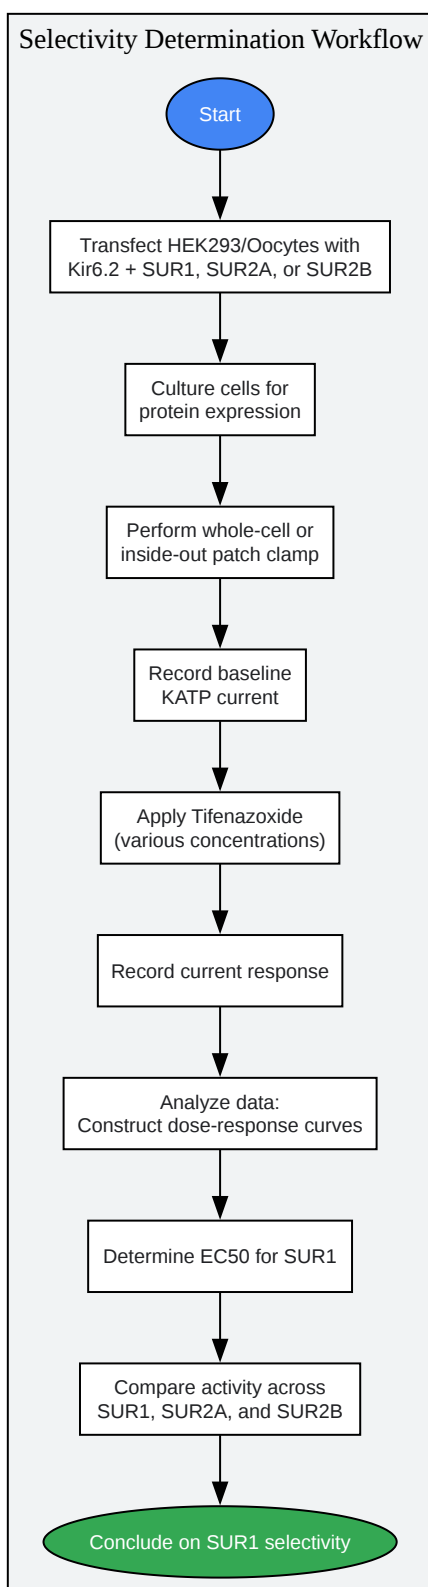 Selectivity Determination Workflow
Start
Transfect HEK293/Oocytes with
Kir6.2 + SUR1, SUR2A, or SUR2B
Culture cells for
protein expression
Perform whole-cell or
inside-out patch clamp
Record baseline
KATP current
Apply Tifenazoxide
(various concentrations)
Record current response
Analyze data:
Construct dose-response curves
Determine EC50 for SUR1
Compare activity across
SUR1, SUR2A, and SUR2B
Conclude on SUR1 selectivity